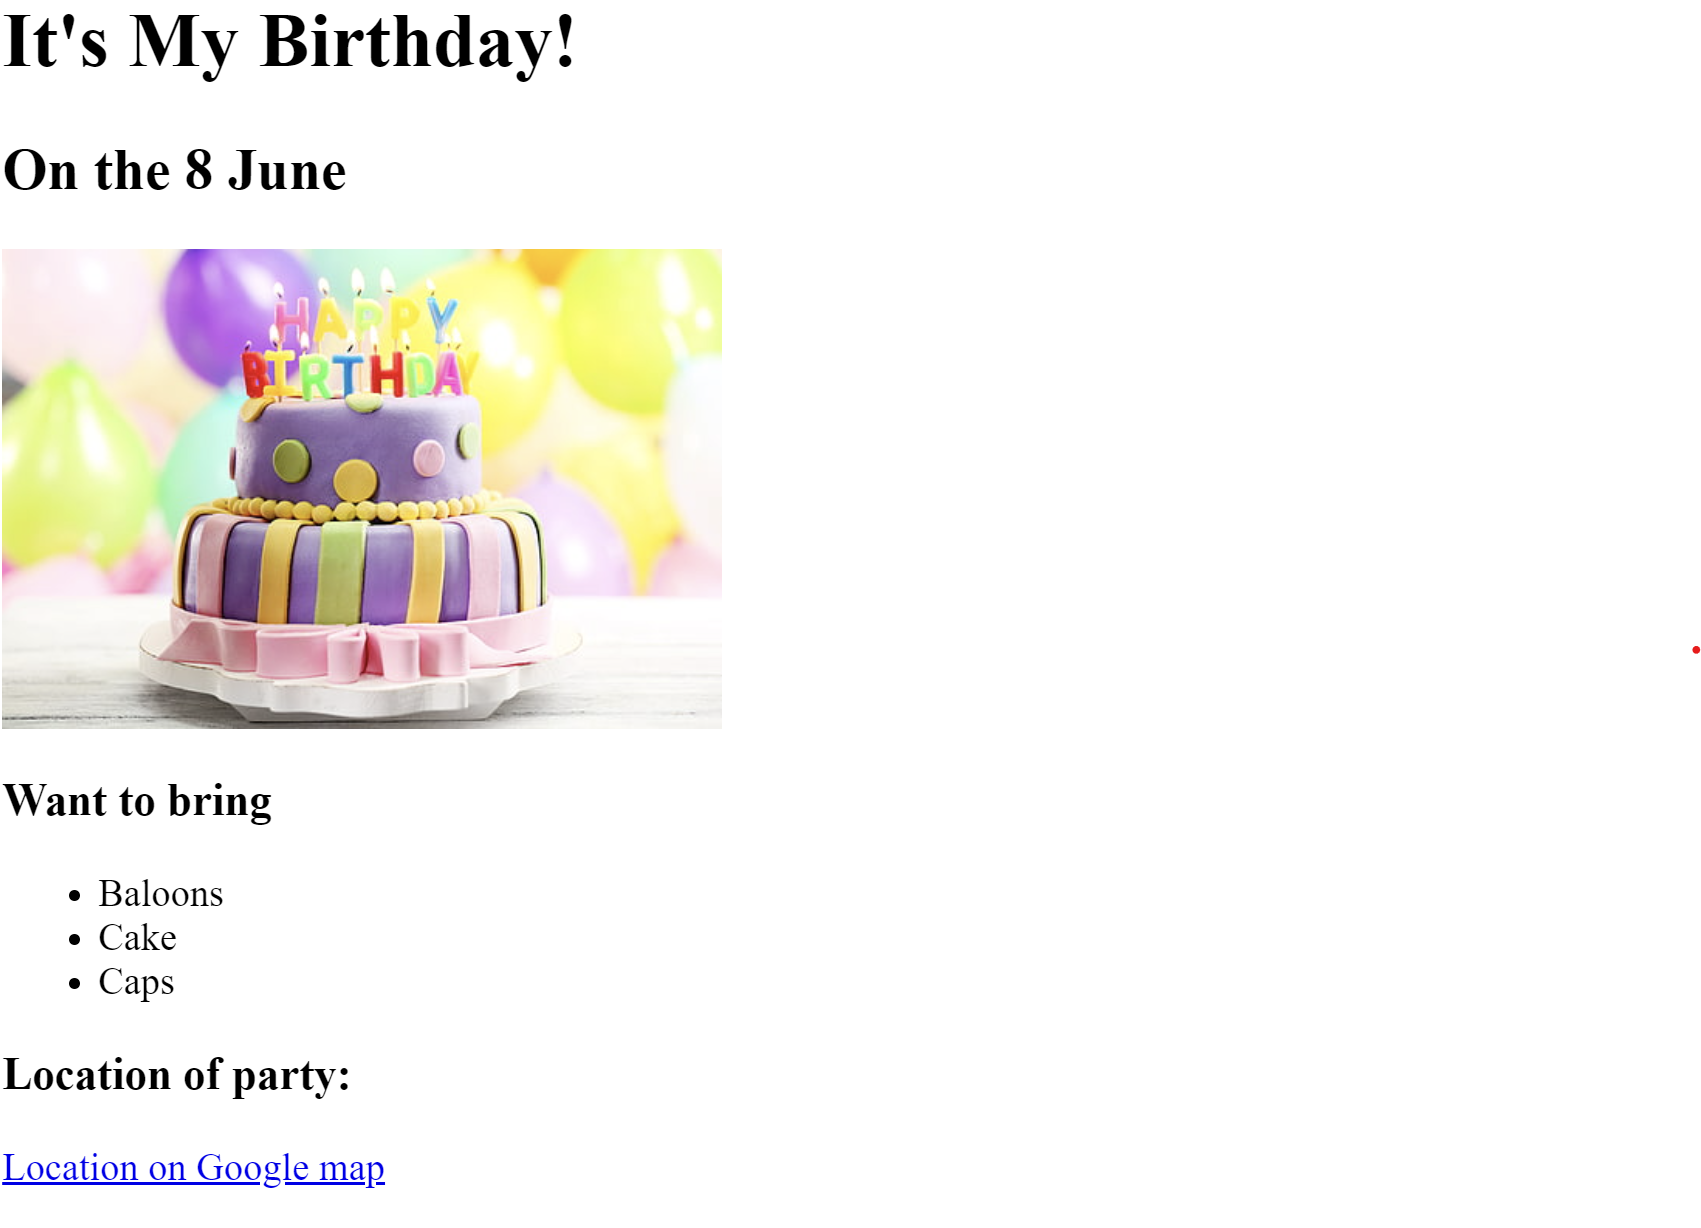 It's My Birthday!
On the 8 June
HAPPY
BIRTHDAY
Want to bring
Baloons
Cake
Caps
Location of party:
Location on Google map